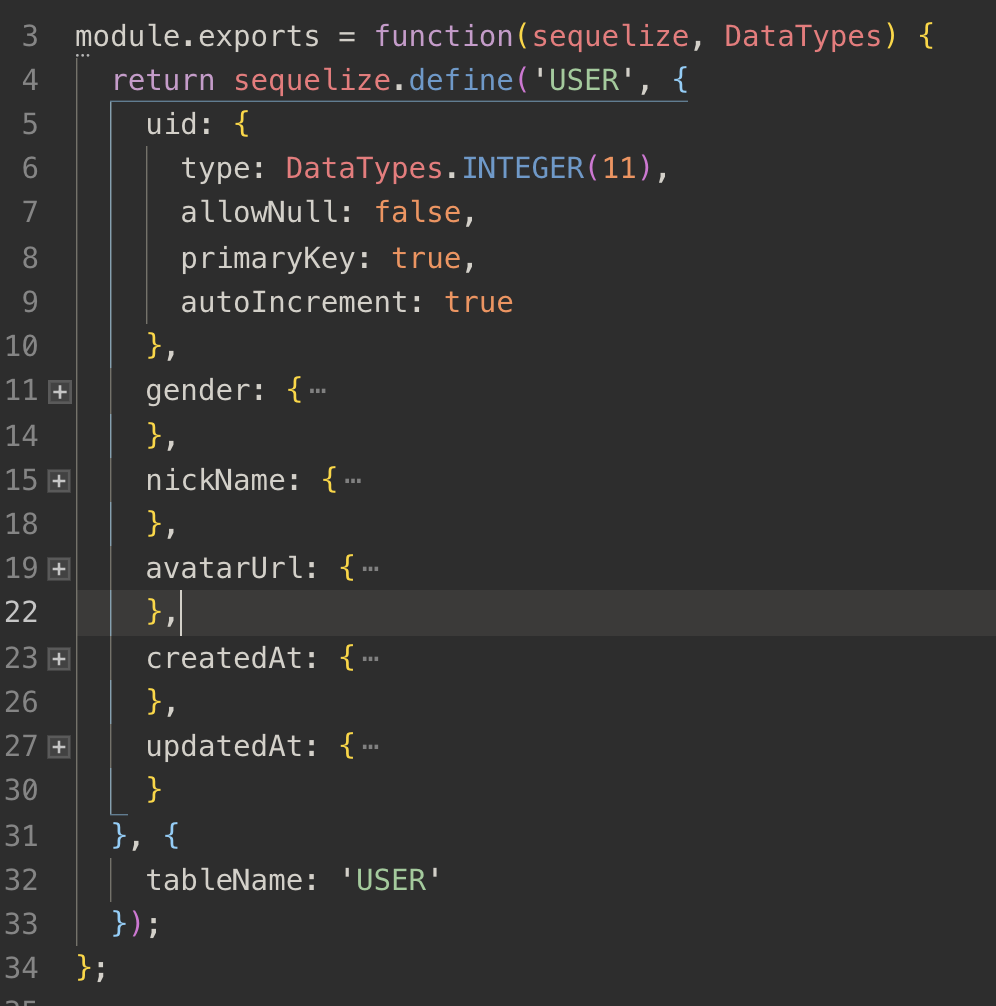 3 module.exports = function(sequelize, DataTypes) {
4 return sequelize.define('USER', {
5 uid: {
6 type: DataTypes.INTEGER(11),
7 allowNull: false,
8 primaryKey: true,
9 autoIncrement: true
10 },
11 gender: {…
14 },
15 nickName: {…
18 },
19 avatarUrl: {…
22 },
23 createdAt: {…
26 },
27 updatedAt: {…
30 }
31 }, {
32 tableName: 'USER'
33 });
34 };